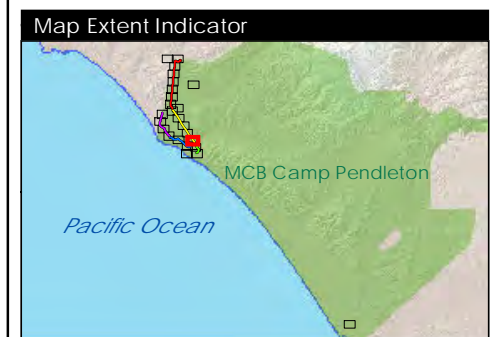 Map Extent Indicator
MCB Camp Pendleton
Pacific Ocean